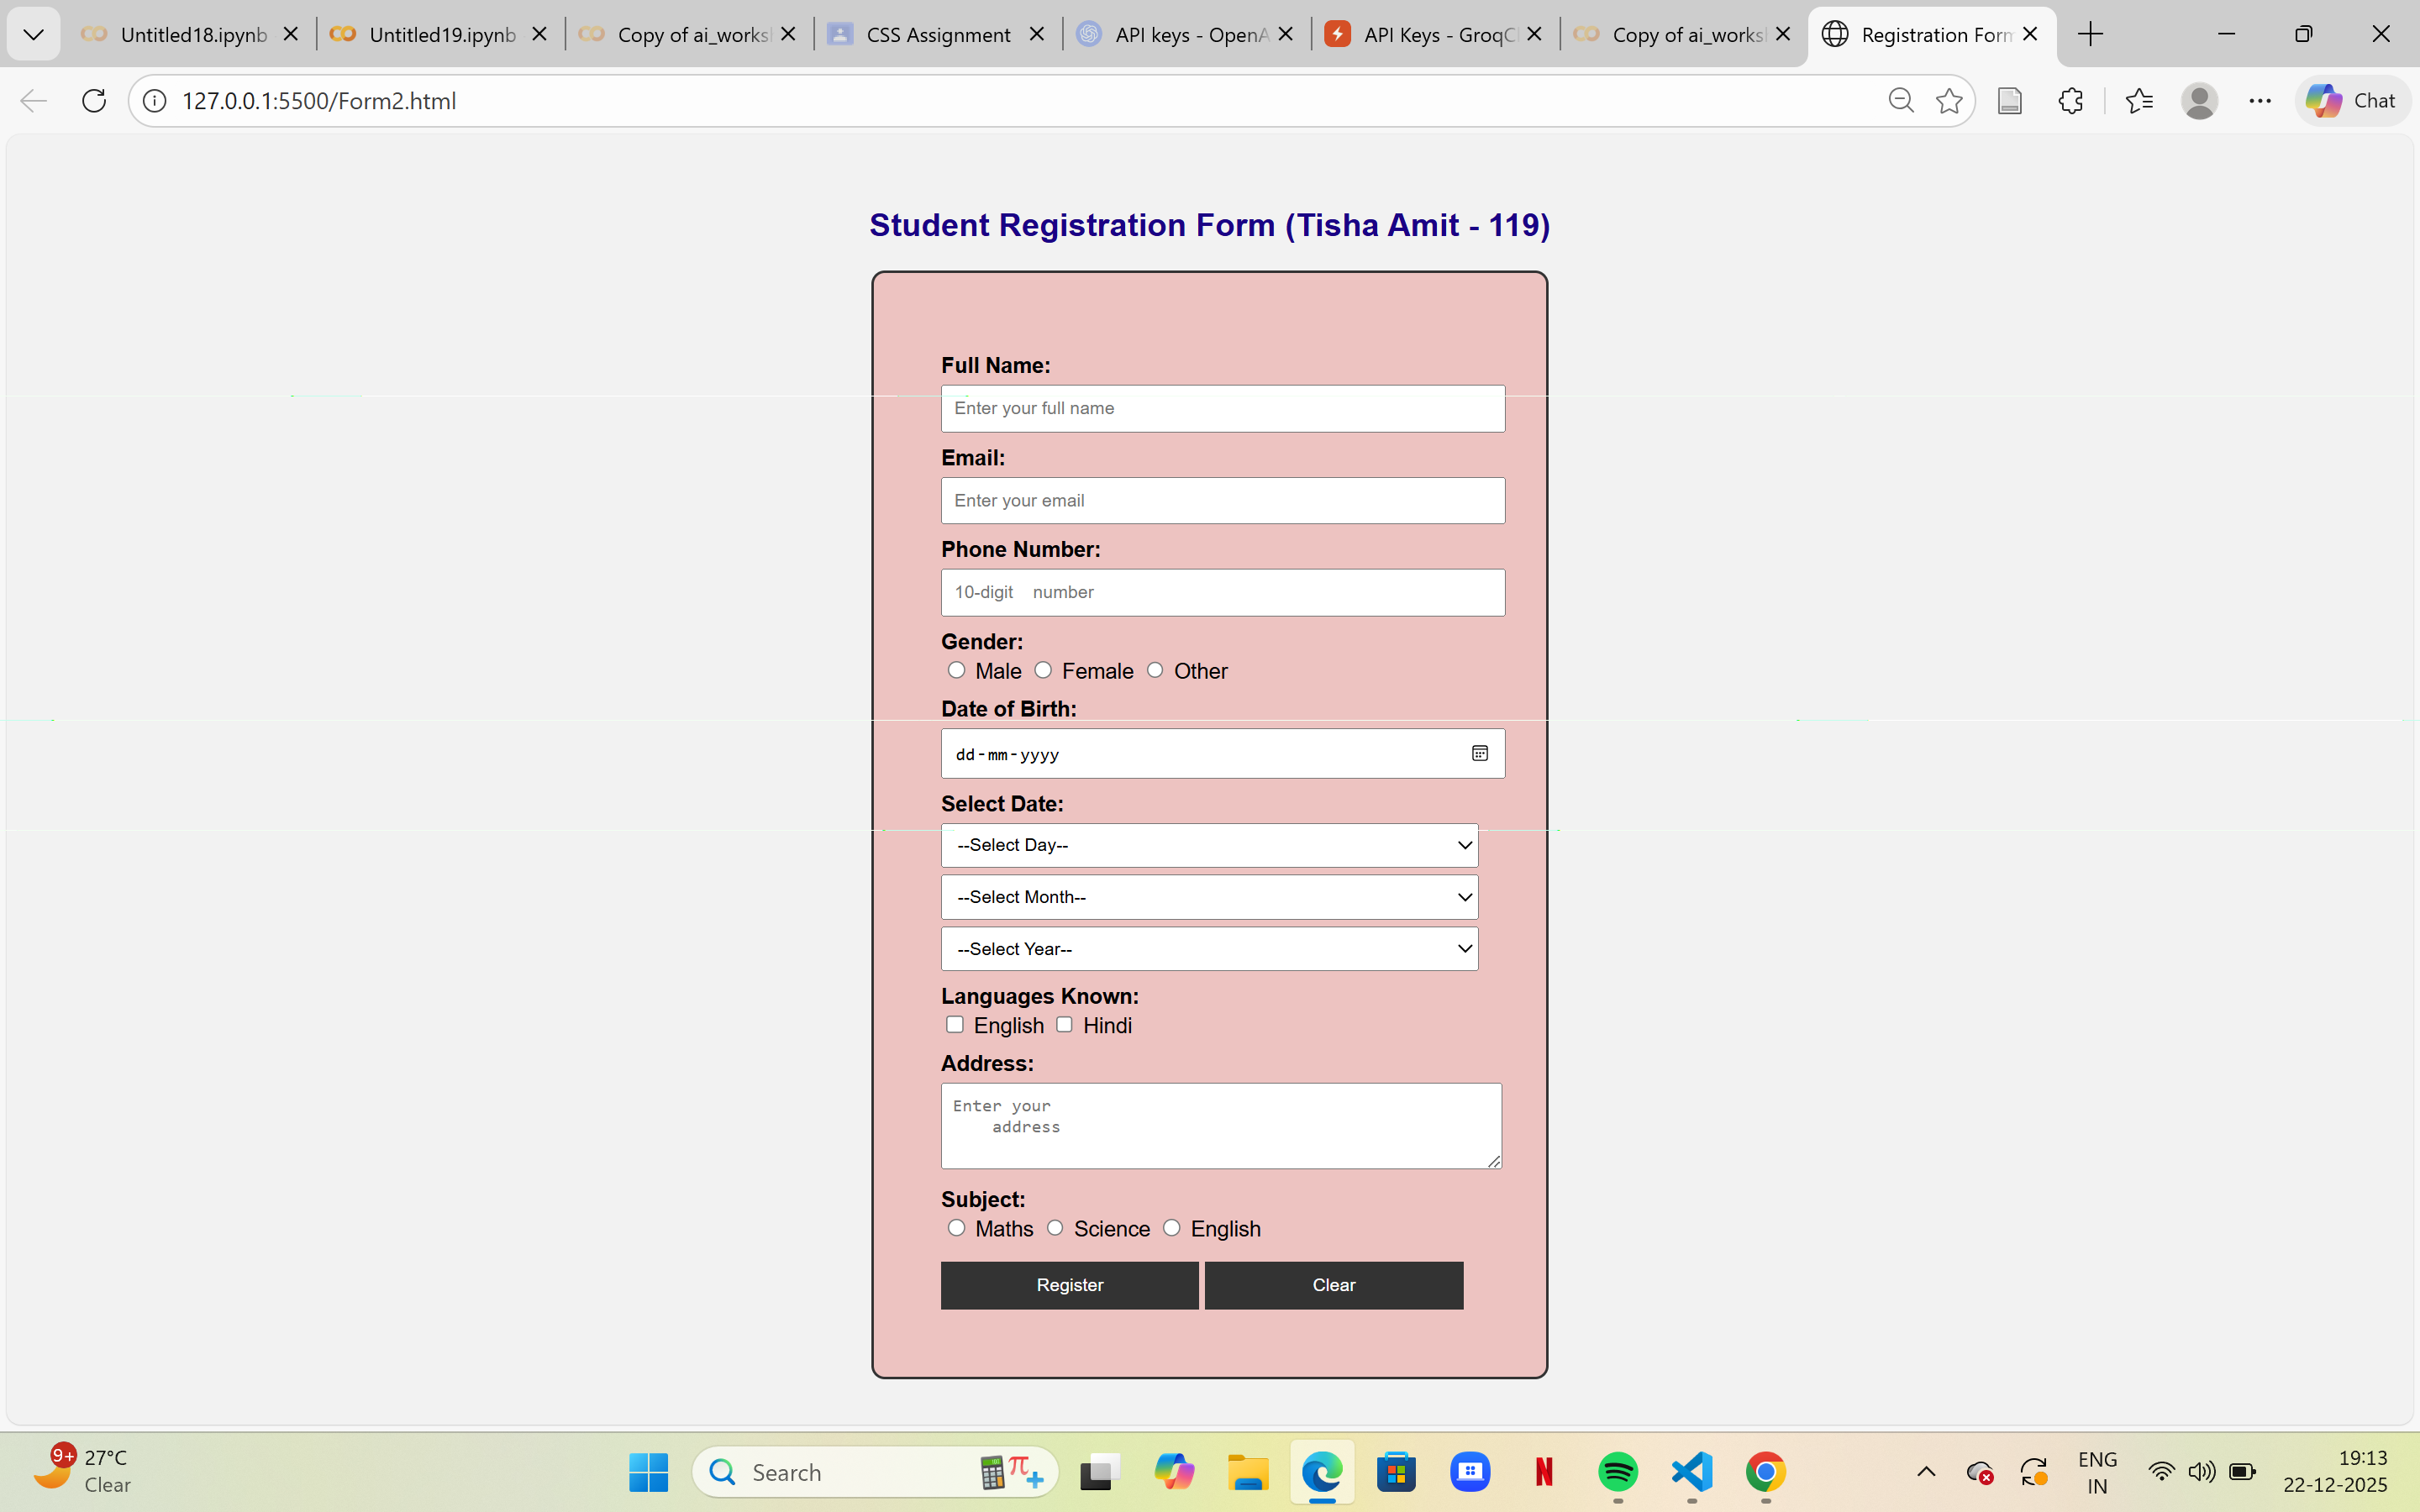 Untitled18.ipynb
Untitled19.ipynb
Copy of ai_works
CSS Assignment
API keys - OpenA
API Keys - GroqC
Copy of ai_works
Registration Form
127.0.0.1:5500/Form2.html
Chat
Student Registration Form (Tisha Amit - 119)
Full Name:
Enter your full name
Email:
Enter your email
Phone Number:
10-digit    number
Gender:
Male Female Other
Date of Birth:
dd-mm-yyyy
Select Date:
--Select Day--
--Select Month--
--Select Year--
Languages Known:
English Hindi
Address:
Enter your
address
Subject:
Maths Science English
Register Clear
9+
27°C
Clear
Search
ENG
IN
19:13
22-12-2025